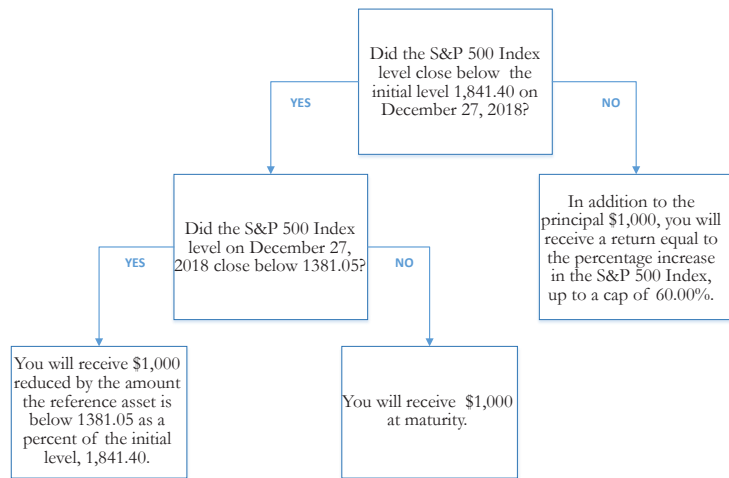 Did the S&P 500 Index
level close below the
initial level 1,841.40 on
December 27, 2018?
YES
NO
Did the S&P 500 Index
level on December 27,
2018 close below 1381.05?
In addition to the
principal $1,000, you will
receive a return equal to
the percentage increase
in the S&P 500 Index,
up to a cap of 60.00%.
YES
NO
You will receive $1,000
reduced by the amount
the reference asset is
below 1381.05 as a
percent of the initial
level, 1,841.40.
You will receive $1,000
at maturity.